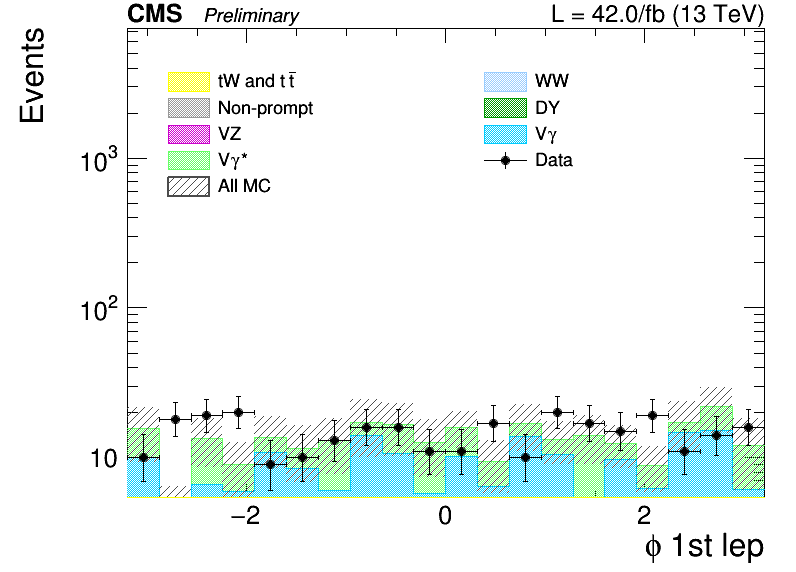 CMS Preliminary L = 42.0/fb (13 TeV)
Events
tW and t t̄
WW
Non-prompt
DY
VZ
Vγ
Vγ*
Data
All MC
10³
10²
10
−2 0 2
ϕ 1st lep